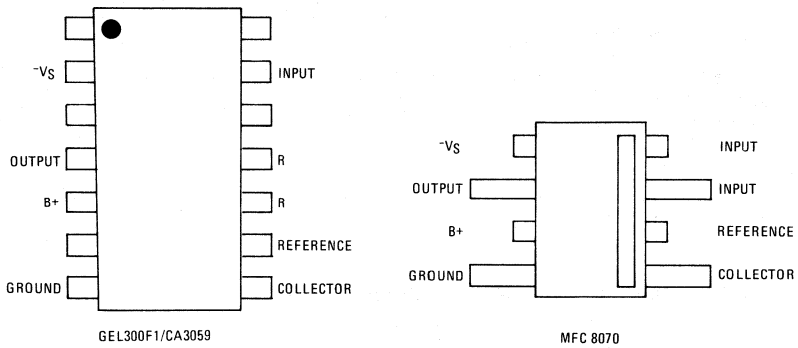 -VS
INPUT
OUTPUT
R
B+
R
REFERENCE
GROUND
COLLECTOR
GEL300F1/CA3059
-VS
INPUT
OUTPUT
INPUT
B+
REFERENCE
GROUND
COLLECTOR
MFC 8070